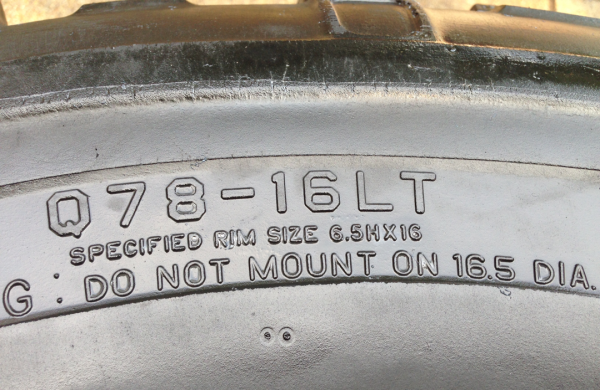 Q78-16LT
SPECIFIED RIM SIZE 6.5HX16
G : DO NOT MOUNT ON 16.5 DIA.